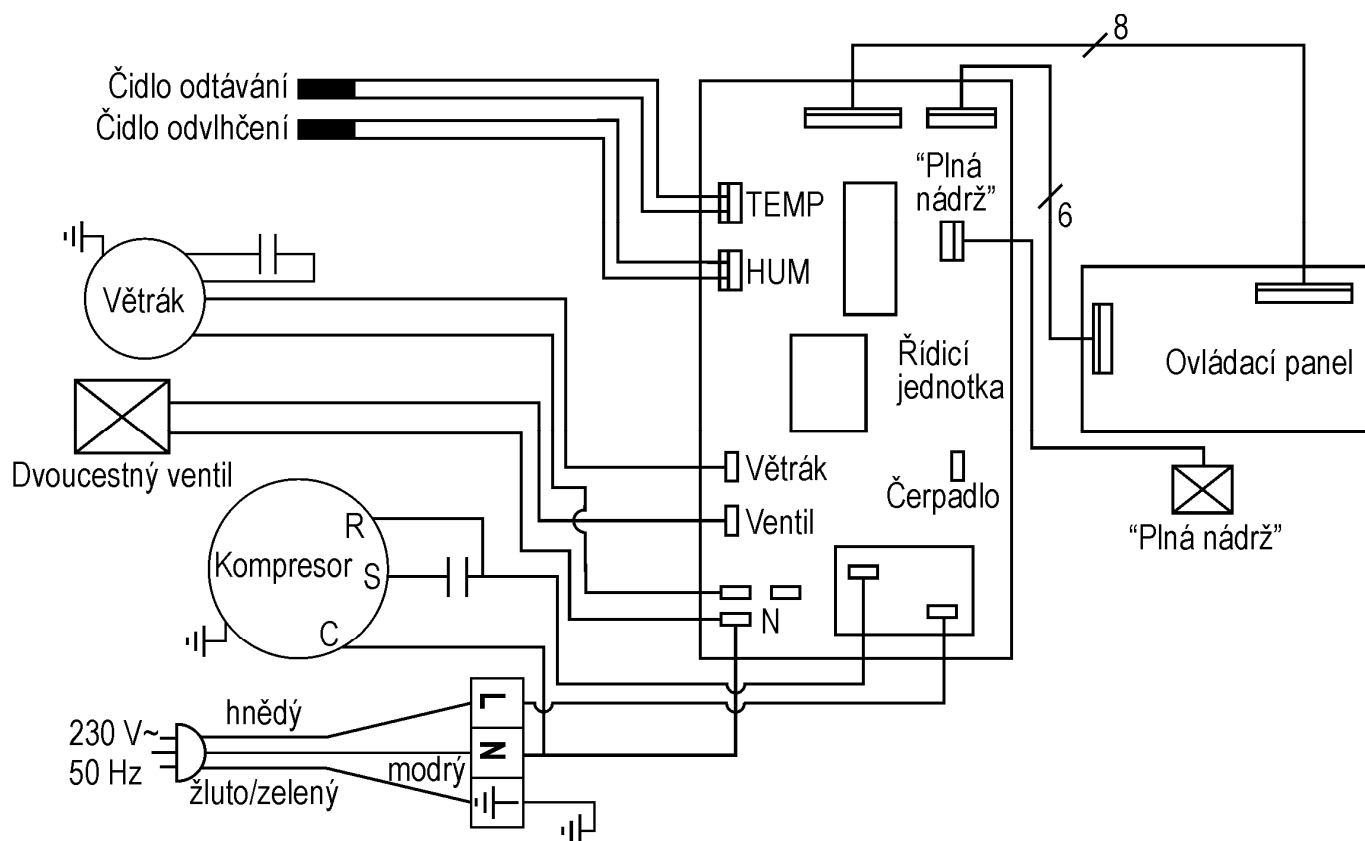 8
Čidlo odtávání
Čidlo odvlhčení
“Plná
nádrž”
TEMP
6
HUM
Větrák
Řídicí
jednotka
Ovládací panel
Dvoucestný ventil
Větrák
Čerpadlo
Ventil
“Plná nádrž”
R
Kompresor
S
C
N
L
hnědý
230 V~
N
50 Hz
modrý
žluto/zelený